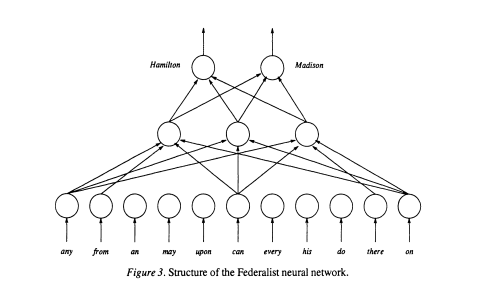 Hamilton Madison
any from an may upon can every his do there on
Figure 3. Structure of the Federalist neural network.